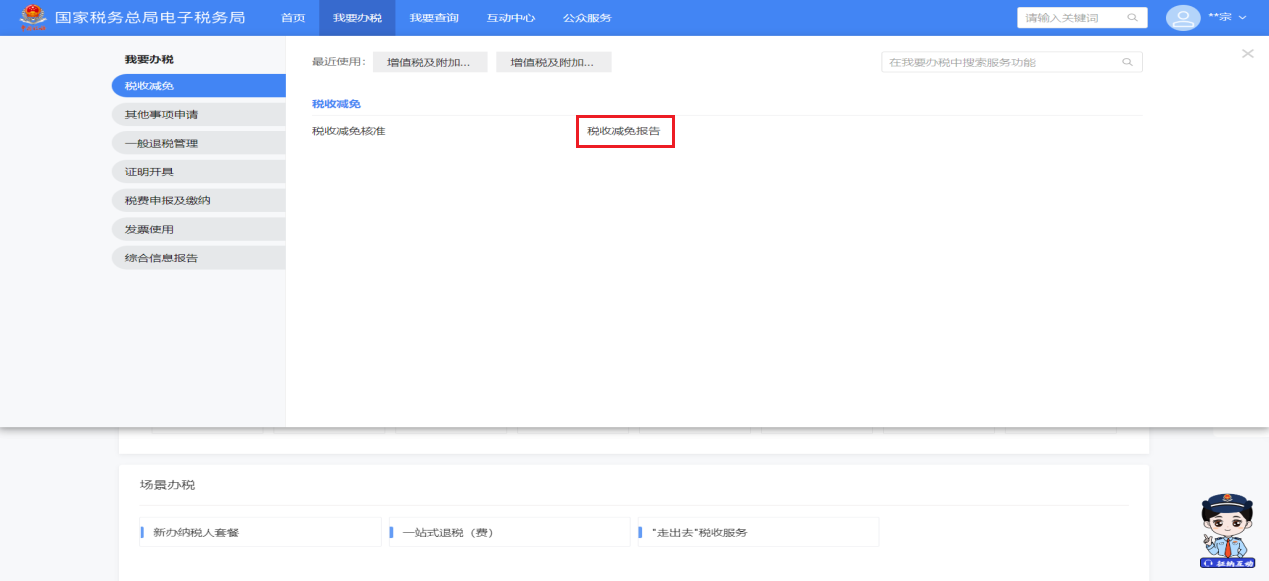 国家税务总局电子税务局
首页
我要办税
我要查询
互动中心
公众服务
请输入关键词
**宗
我要办税
税收减免
其他事项申请
一般退税管理
证明开具
税费申报及缴纳
发票使用
综合信息报告
最近使用:
增值税及附加...
增值税及附加...
在我要办税中搜索服务功能
税收减免
税收减免核准
税收减免报告
场景办税
新办纳税人套餐
一站式退税（费）
"走出去"税收服务
征纳互动